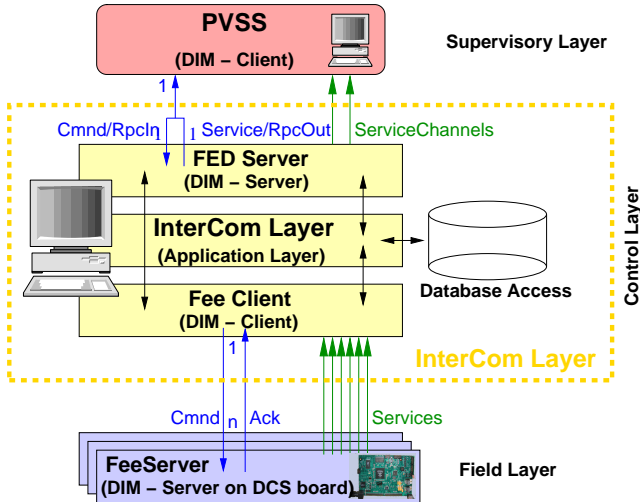 PVSS
(DIM – Client)
Supervisory Layer
1
Cmnd/RpcIn
1
1
Service/RpcOut
ServiceChannels
FED Server
(DIM – Server)
InterCom Layer
(Application Layer)
Database Access
Control Layer
Fee Client
(DIM – Client)
1
InterCom Layer
Cmnd
n
Ack
Services
FeeServer
(DIM – Server on DCS board)
Field Layer